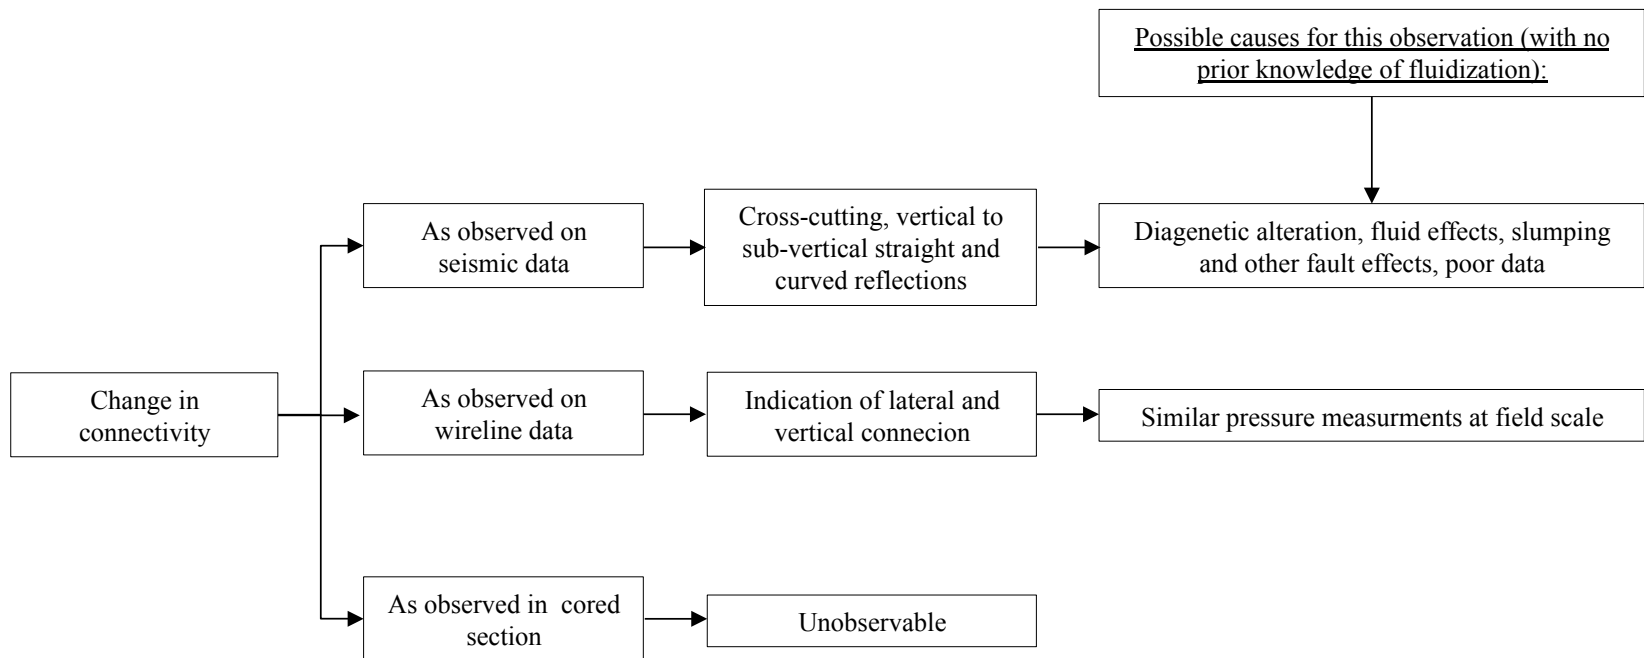 Possible causes for this observation (with no
prior knowledge of fluidization):
As observed on
seismic data
Cross-cutting, vertical to
sub-vertical straight and
curved reflections
Diagenetic alteration, fluid effects, slumping
and other fault effects, poor data
Change in
connectivity
As observed on
wireline data
Indication of lateral and
vertical connecion
Similar pressure measurments at field scale
As observed in  cored
section
Unobservable